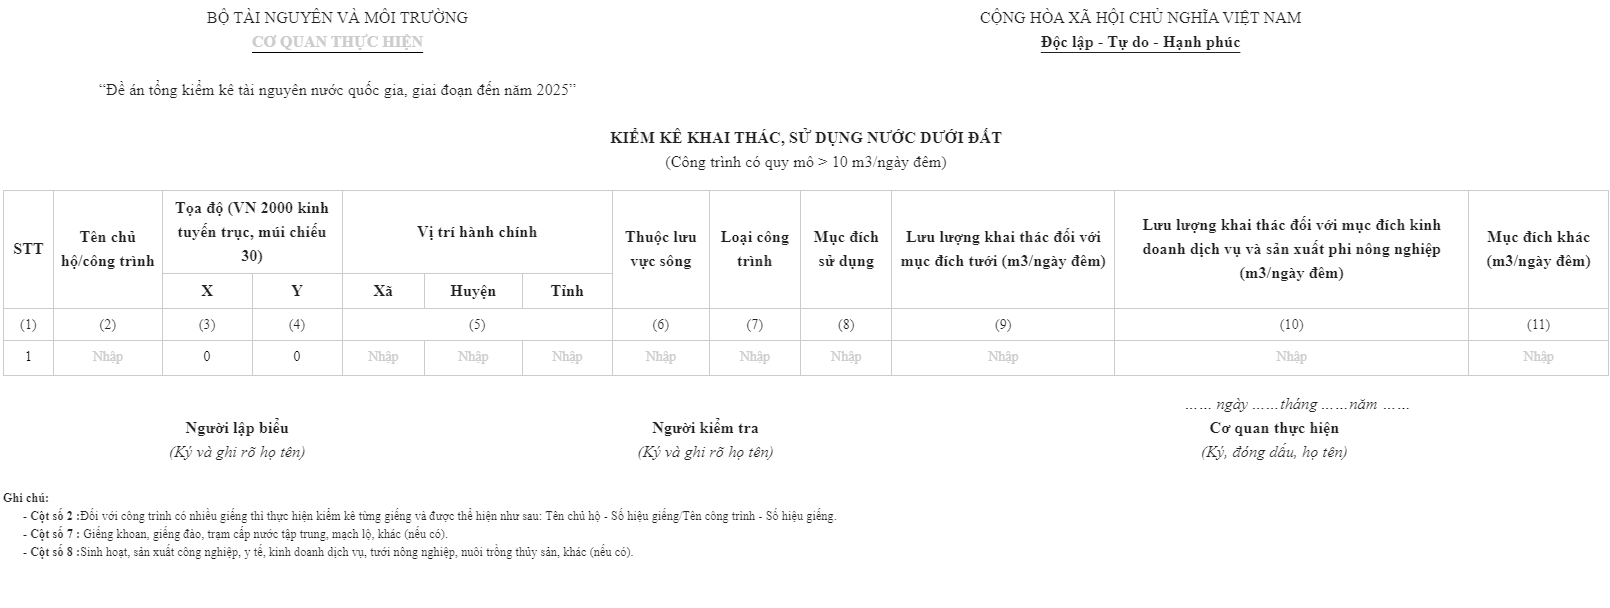 BỘ TÀI NGUYÊN VÀ MÔI TRƯỜNG
CƠ QUAN THỰC HIỆN
CỘNG HÒA XÃ HỘI CHỦ NGHĨA VIỆT NAM
Độc lập - Tự do - Hạnh phúc
“Đề án tổng kiểm kê tài nguyên nước quốc gia, giai đoạn đến năm 2025”
KIỂM KÊ KHAI THÁC, SỬ DỤNG NƯỚC DƯỚI ĐẤT
(Công trình có quy mô > 10 m3/ngày đêm)
STT
Tên chủ
hộ/công trình
Tọa độ (VN 2000 kinh
tuyến trục, múi chiếu
30)
X
Y
Vị trí hành chính
Xã
Huyện
Tỉnh
Thuộc lưu
vực sông
Loại công
trình
Mục đích
sử dụng
Lưu lượng khai thác đối với
mục đích tưới (m3/ngày đêm)
Lưu lượng khai thác đối với mục đích kinh
doanh dịch vụ và sản xuất phi nông nghiệp
(m3/ngày đêm)
Mục đích khác
(m3/ngày đêm)
(1) (2) (3) (4) (5) (6) (7) (8) (9) (10) (11)
1 Nhập 0 0 Nhập Nhập Nhập Nhập Nhập Nhập Nhập Nhập Nhập
Người lập biểu
(Ký và ghi rõ họ tên)
Người kiểm tra
(Ký và ghi rõ họ tên)
…… ngày ……tháng ……năm ……
Cơ quan thực hiện
(Ký, đóng dấu, họ tên)
Ghi chú:
- Cột số 2 :Đối với công trình có nhiều giếng thì thực hiện kiểm kê từng giếng và được thể hiện như sau: Tên chủ hộ - Số hiệu giếng/Tên công trình - Số hiệu giếng.
- Cột số 7 : Giếng khoan, giếng đào, trạm cấp nước tập trung, mạch lộ, khác (nếu có).
- Cột số 8 :Sinh hoạt, sản xuất công nghiệp, y tế, kinh doanh dịch vụ, tưới nông nghiệp, nuôi trồng thủy sản, khác (nếu có).